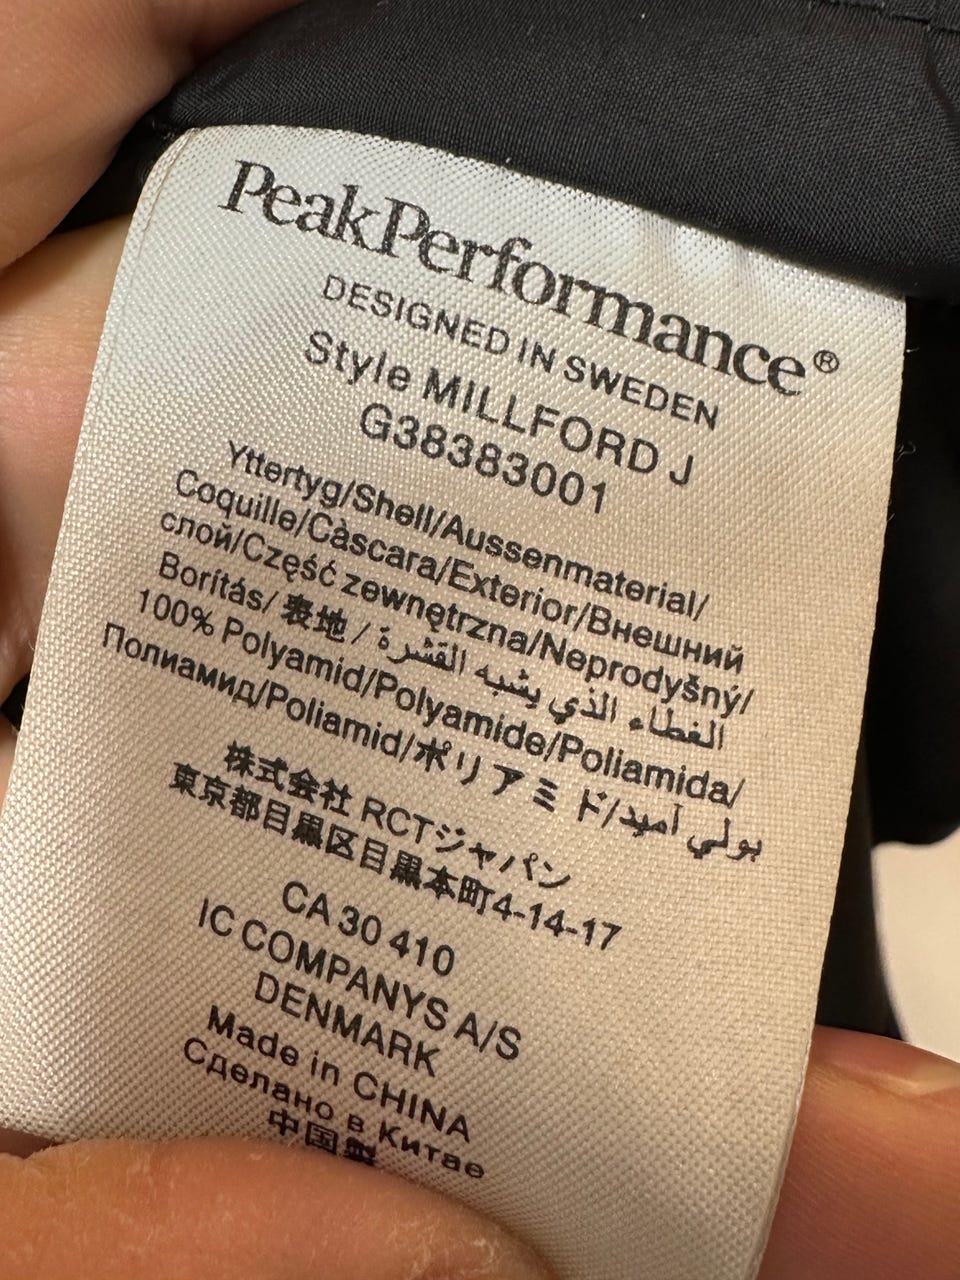 PeakPerformance®
DESIGNED IN SWEDEN
Style MILLFORD J
G38383001
Yttertyg/Shell/Aussenmaterial/
Coquille/Càscara/Exterior/Внешний
слой/Część zewnętrzna/Neprodyšný/
Borítás/表地/الغطاء الذي يشبه القشرة
100% Polyamid/Polyamide/Poliamida/
Полиамид/Poliamid/ポリアミド/بولي آميد
株式会社 RCTジャパン
東京都目黒区目黒本町4-14-17
CA 30 410
IC COMPANYS A/S
DENMARK
Made in CHINA
Сделано в Китае
中国製